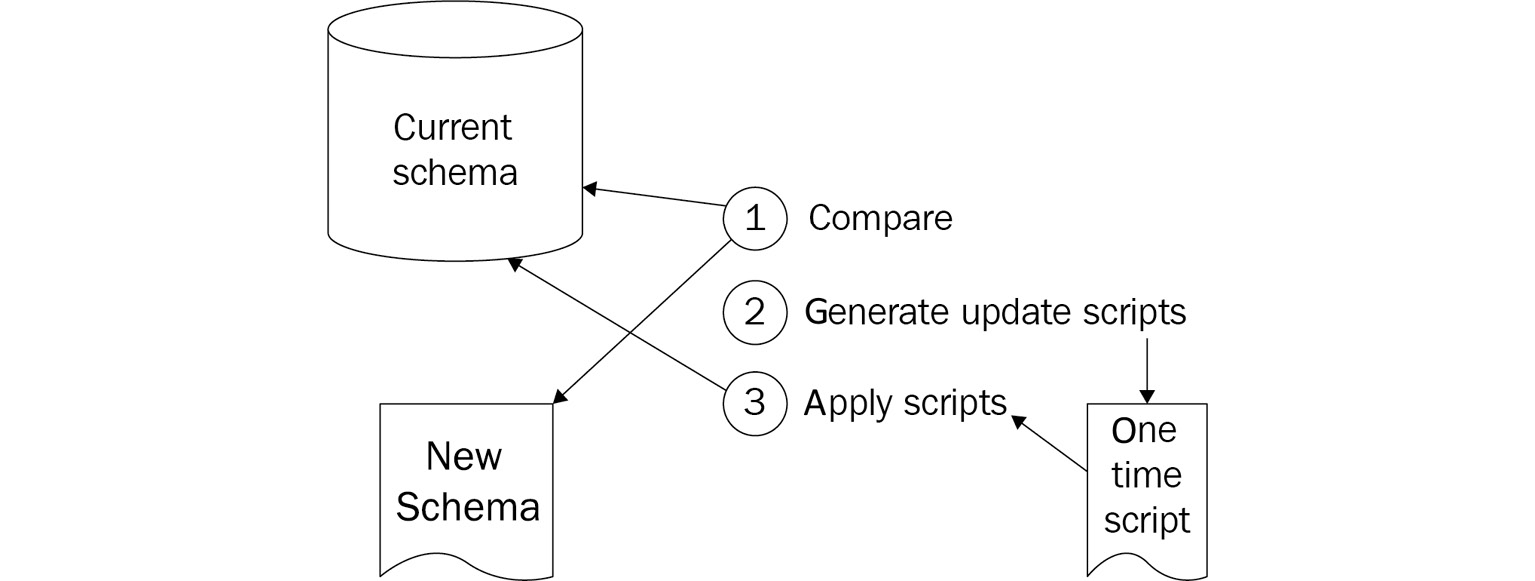 Current
schema
1 Compare
2 Generate update scripts
3 Apply scripts
New
Schema
One
time
script